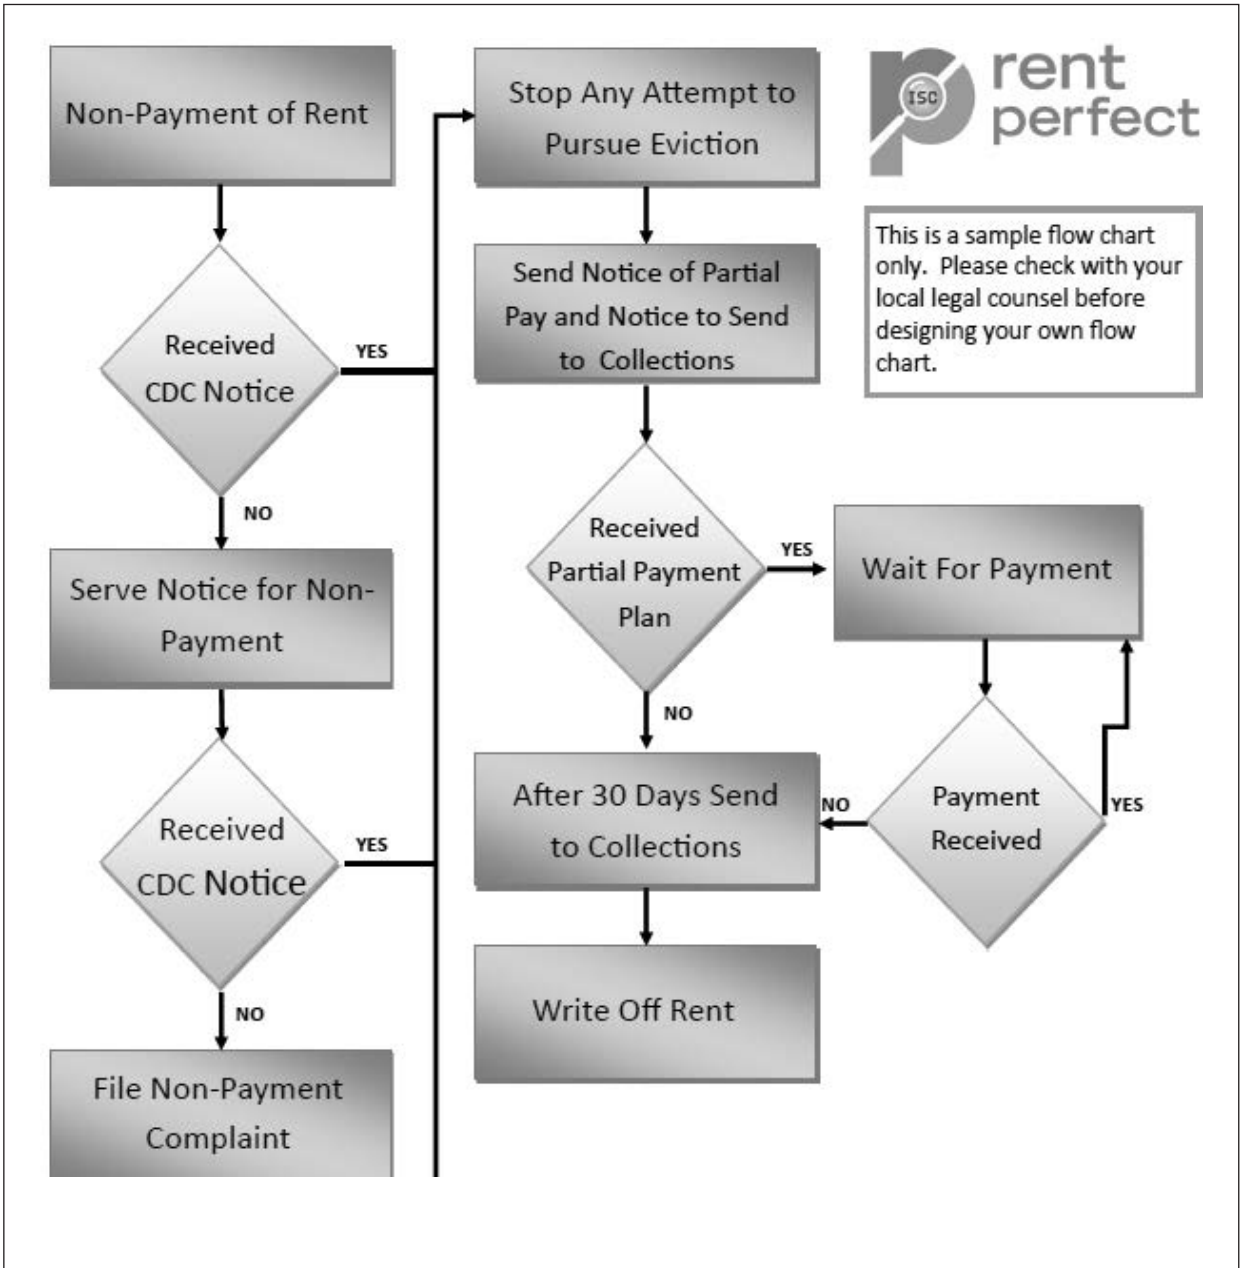 Non-Payment of Rent
Received
CDC Notice
YES
NO
Serve Notice for Non-
Payment
Received
CDC Notice
YES
NO
File Non-Payment
Complaint
Stop Any Attempt to
Pursue Eviction
Send Notice of Partial
Pay and Notice to Send
to Collections
Received
Partial Payment
Plan
YES
NO
After 30 Days Send
to Collections
Write Off Rent
Wait For Payment
Payment
Received
NO
YES
ISC
rent
perfect
This is a sample flow chart
only. Please check with your
local legal counsel before
designing your own flow
chart.